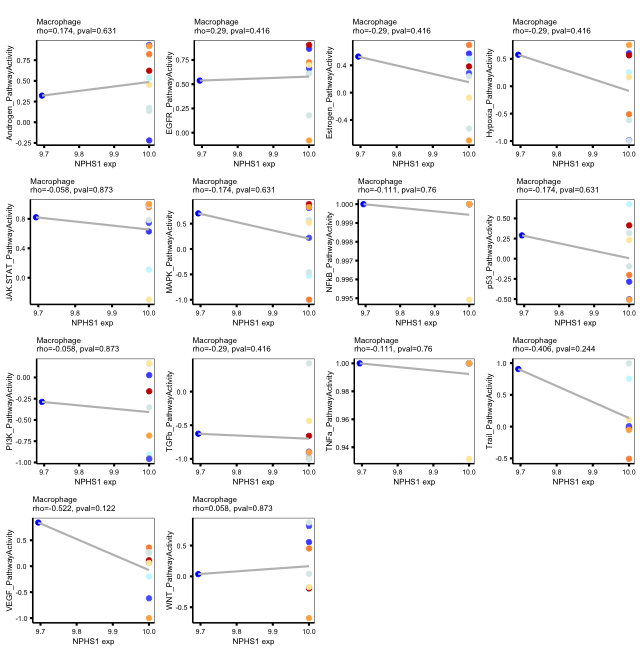 Macrophage
rho=0.174, pval=0.631
Androgen_PathwayActivity
0.75
0.50
0.25
0.00
-0.25
9.7
9.8
9.9
10.0
NPHS1 exp
Macrophage
rho=0.29, pval=0.416
EGFR_PathwayActivity
0.75
0.50
0.25
0.00
9.7
9.8
9.9
10.0
NPHS1 exp
Macrophage
rho=-0.29, pval=0.416
Estrogen_PathwayActivity
0.4
0.0
-0.4
9.7
9.8
9.9
10.0
NPHS1 exp
Macrophage
rho=-0.29, pval=0.416
Hypoxia_PathwayActivity
0.5
0.0
-0.5
-1.0
9.7
9.8
9.9
10.0
NPHS1 exp
Macrophage
rho=-0.058, pval=0.873
JAK.STAT_PathwayActivity
0.8
0.4
0.0
9.7
9.8
9.9
10.0
NPHS1 exp
Macrophage
rho=-0.174, pval=0.631
MAPK_PathwayActivity
0.5
0.0
-0.5
-1.0
9.7
9.8
9.9
10.0
NPHS1 exp
Macrophage
rho=-0.111, pval=0.76
NFkB_PathwayActivity
1.000
0.999
0.998
0.997
0.996
0.995
9.7
9.8
9.9
10.0
NPHS1 exp
Macrophage
rho=-0.174, pval=0.631
p53_PathwayActivity
0.50
0.25
0.00
-0.25
-0.50
9.7
9.8
9.9
10.0
NPHS1 exp
Macrophage
rho=-0.058, pval=0.873
PI3K_PathwayActivity
0.00
-0.25
-0.50
-0.75
-1.00
9.7
9.8
9.9
10.0
NPHS1 exp
Macrophage
rho=-0.29, pval=0.416
TGFb_PathwayActivity
0.0
-0.5
-1.0
9.7
9.8
9.9
10.0
NPHS1 exp
Macrophage
rho=-0.111, pval=0.76
TNFa_PathwayActivity
1.00
0.98
0.96
0.94
9.7
9.8
9.9
10.0
NPHS1 exp
Macrophage
rho=-0.406, pval=0.244
Trail_PathwayActivity
1.0
0.5
0.0
-0.5
9.7
9.8
9.9
10.0
NPHS1 exp
Macrophage
rho=-0.522, pval=0.122
VEGF_PathwayActivity
0.5
0.0
-0.5
-1.0
9.7
9.8
9.9
10.0
NPHS1 exp
Macrophage
rho=0.058, pval=0.873
WNT_PathwayActivity
0.5
0.0
-0.5
9.7
9.8
9.9
10.0
NPHS1 exp